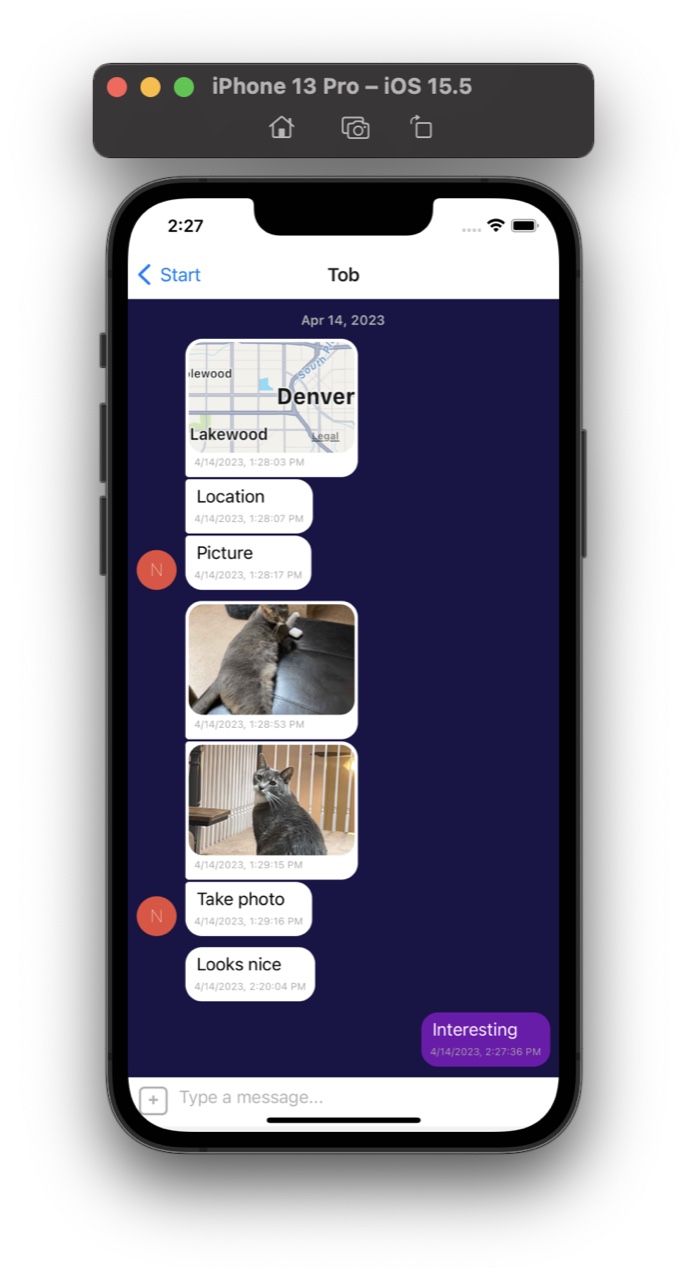 iPhone 13 Pro – iOS 15.5
2:27
Start
Tob
Apr 14, 2023
South Pl
lewood
Denver
Lakewood
Legal
4/14/2023, 1:28:03 PM
Location
4/14/2023, 1:28:07 PM
Picture
4/14/2023, 1:28:17 PM
N
4/14/2023, 1:28:53 PM
4/14/2023, 1:29:15 PM
Take photo
4/14/2023, 1:29:16 PM
N
Looks nice
4/14/2023, 2:20:04 PM
Interesting
4/14/2023, 2:27:36 PM
Type a message...